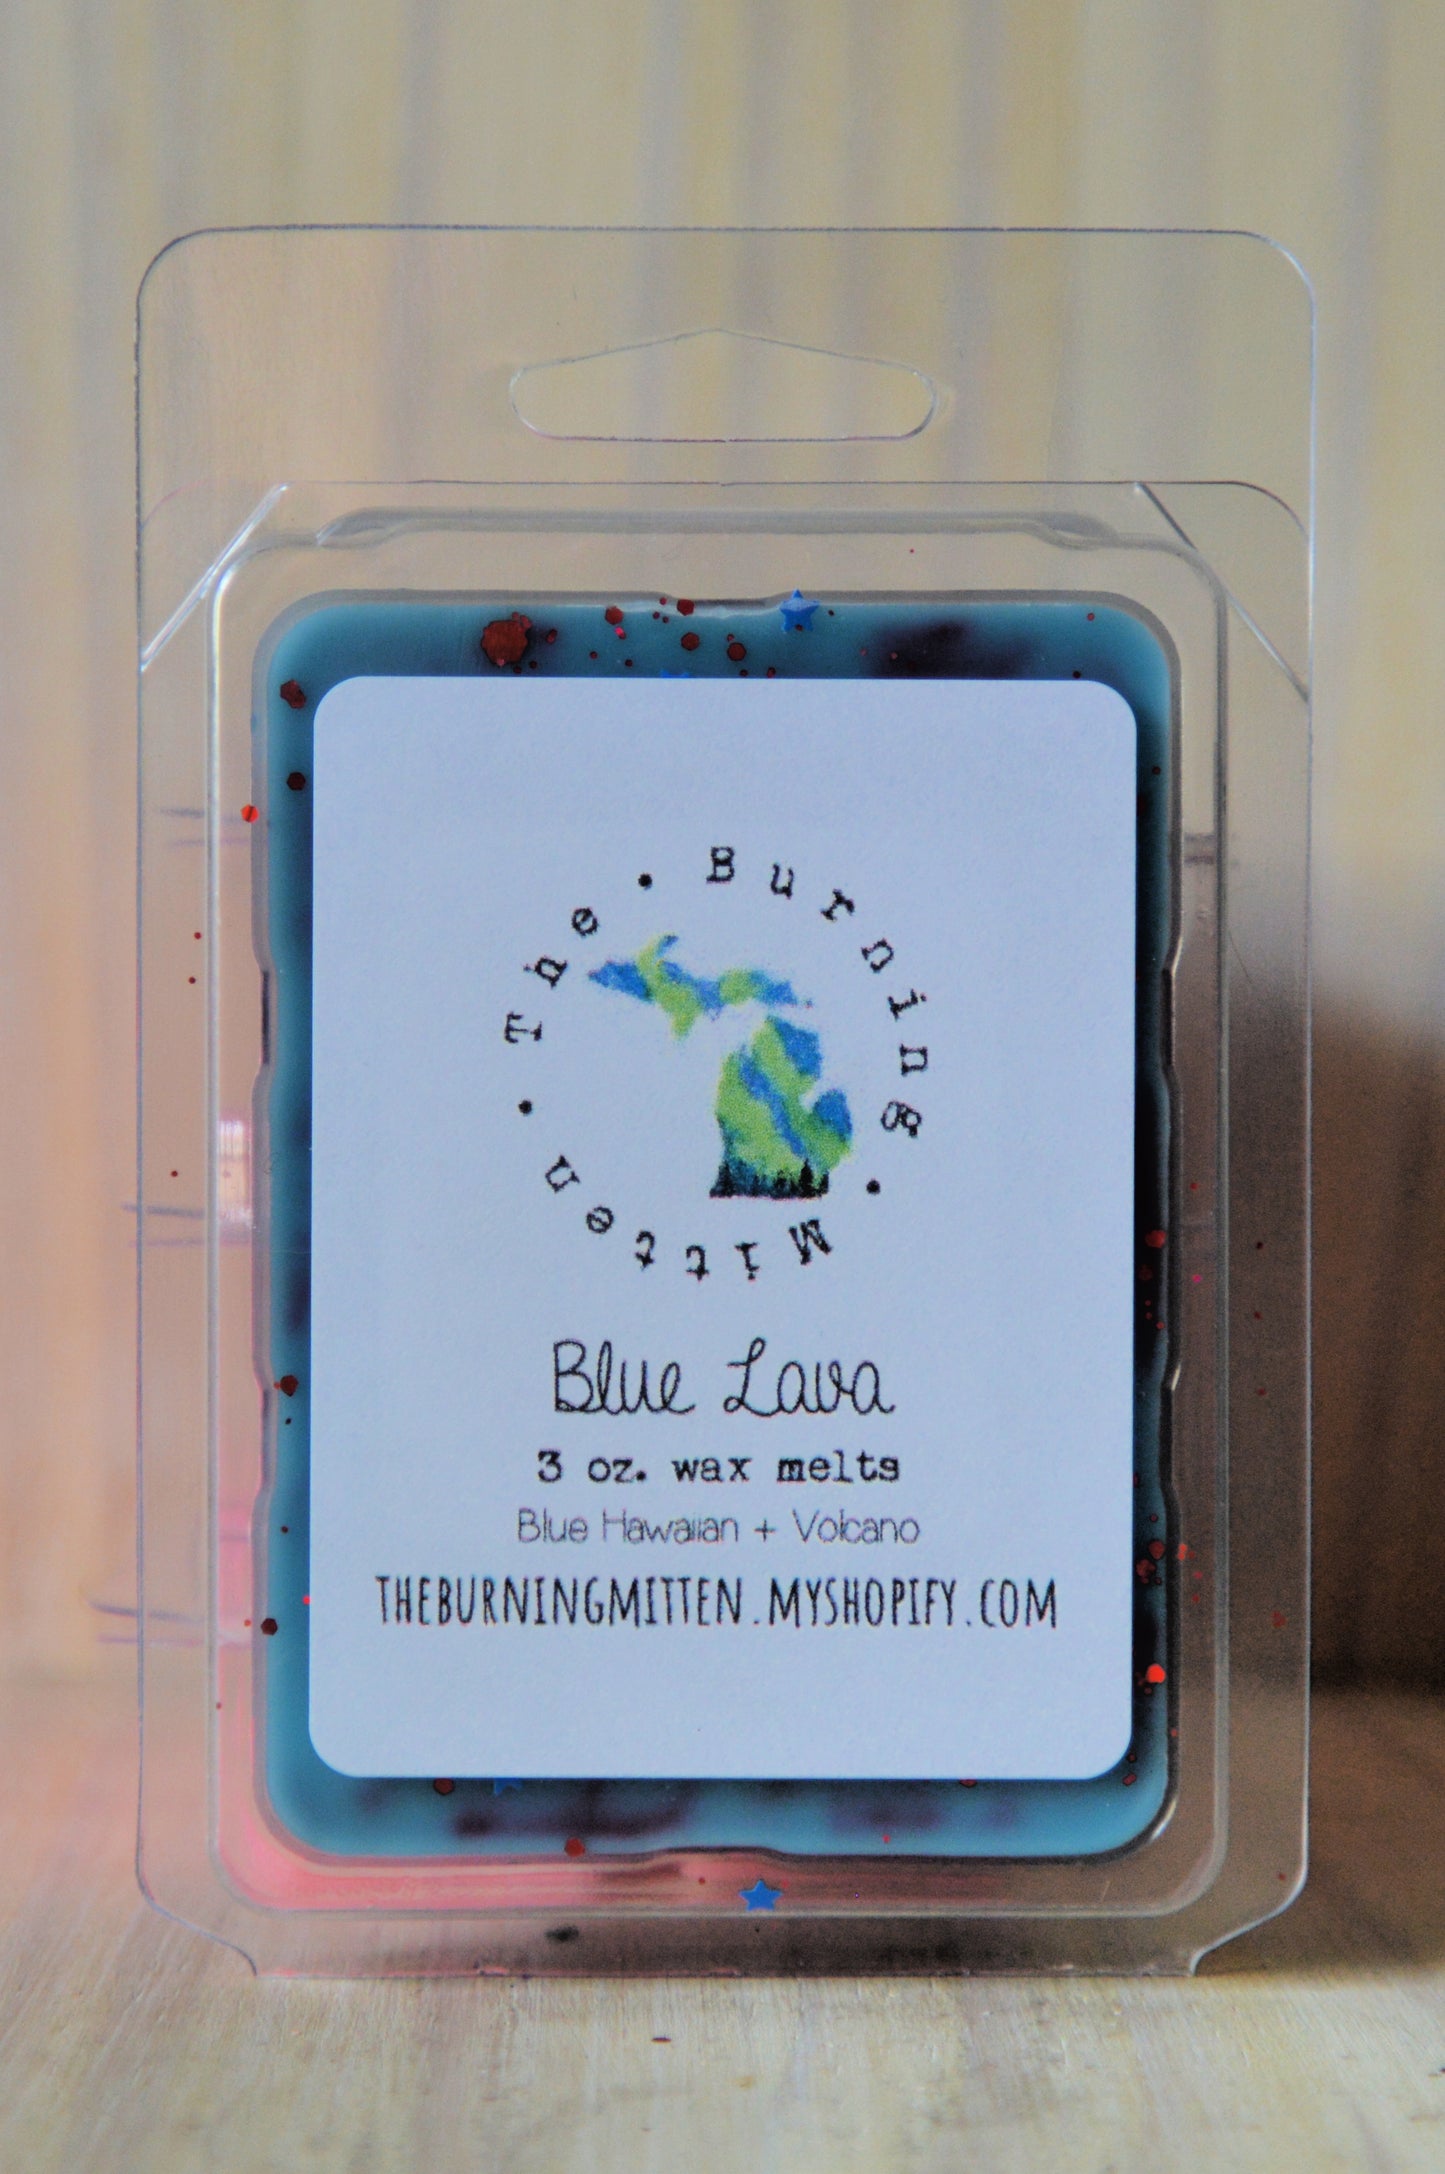 The • Burning • Mitten •
Blue Lava
3 oz. wax melts
Blue Hawaiian + Volcano
THEBURNINGMITTEN.MYSHOPIFY.COM